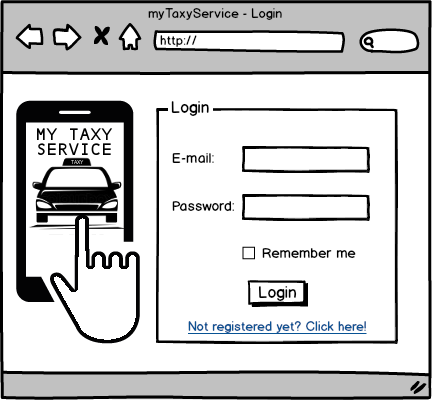 myTaxyService - Login
http://
MY TAXY
SERVICE
TAXY
Login
E-mail:
Password:
Remember me
Login
Not registered yet? Click here!